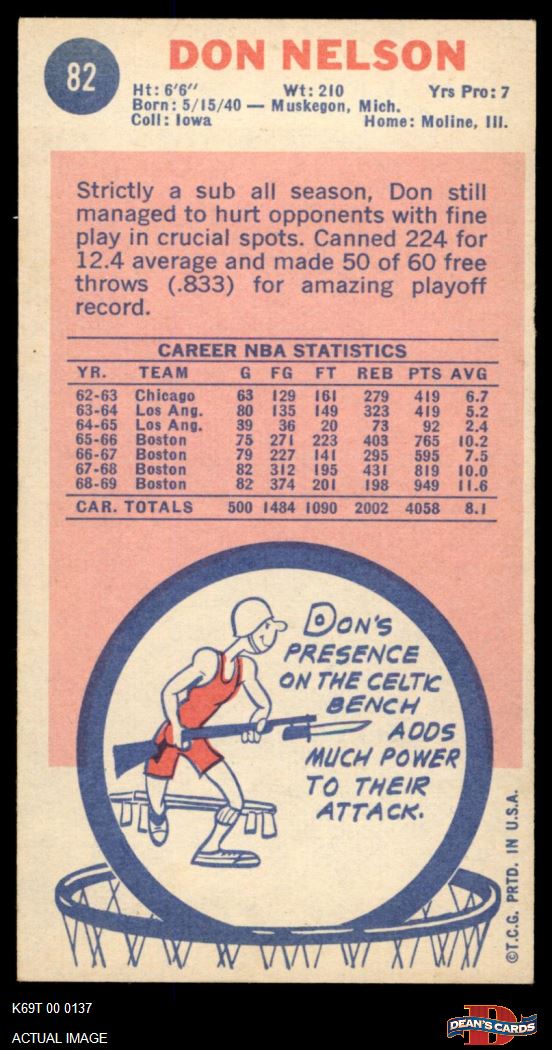 82
DON NELSON
Ht: 6'6" Wt: 210 Yrs Pro: 7
Born: 5/15/40 — Muskegon, Mich.
Coll: Iowa Home: Moline, Ill.
Strictly a sub all season, Don still
managed to hurt opponents with fine
play in crucial spots. Canned 224 for
12.4 average and made 50 of 60 free
throws (.833) for amazing playoff
record.
CAREER NBA STATISTICS
YR. TEAM G FG FT REB PTS AVG
62-63 Chicago 63 129 161 279 419 6.7
63-64 Los Ang. 80 135 149 323 419 5.2
64-65 Los Ang. 39 36 20 73 92 2.4
65-66 Boston 75 271 223 403 765 10.2
66-67 Boston 79 227 141 295 595 7.5
67-68 Boston 82 312 195 431 819 10.0
68-69 Boston 82 374 201 198 949 11.6
CAR. TOTALS 500 1484 1090 2002 4058 8.1
DON'S
PRESENCE
ON THE CELTIC
BENCH
ADDS
MUCH POWER
TO THEIR
ATTACK.
©T.C.G. PRTD. IN U.S.A.
K69T 00 0137
ACTUAL IMAGE
D
DEAN'S CARDS